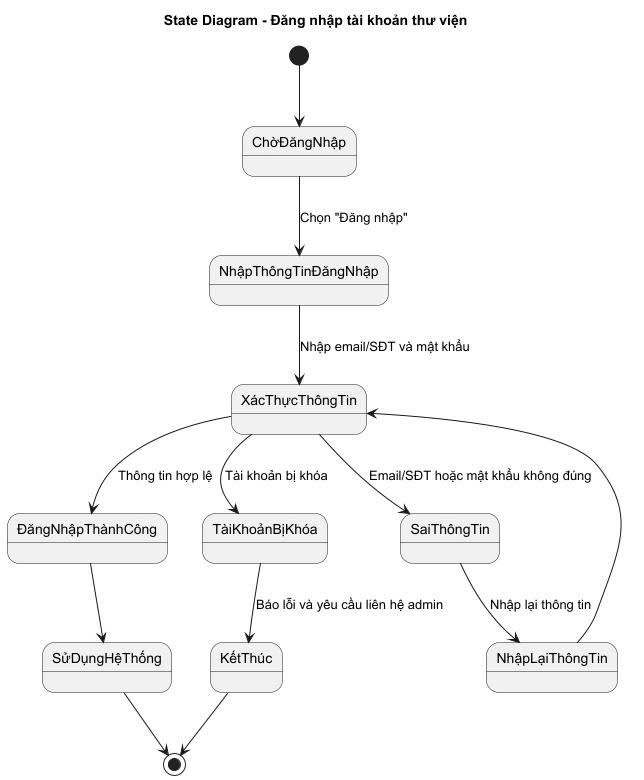 State Diagram - Đăng nhập tài khoản thư viện
ChờĐăngNhập
Chọn "Đăng nhập"
NhậpThôngTinĐăngNhập
Nhập email/SĐT và mật khẩu
XácThựcThôngTin
Thông tin hợp lệ
Tài khoản bị khóa
Email/SĐT hoặc mật khẩu không đúng
ĐăngNhậpThànhCông
TàiKhoảnBịKhóa
SaiThôngTin
Báo lỗi và yêu cầu liên hệ admin
Nhập lại thông tin
SửDụngHệThống
KếtThúc
NhậpLạiThôngTin